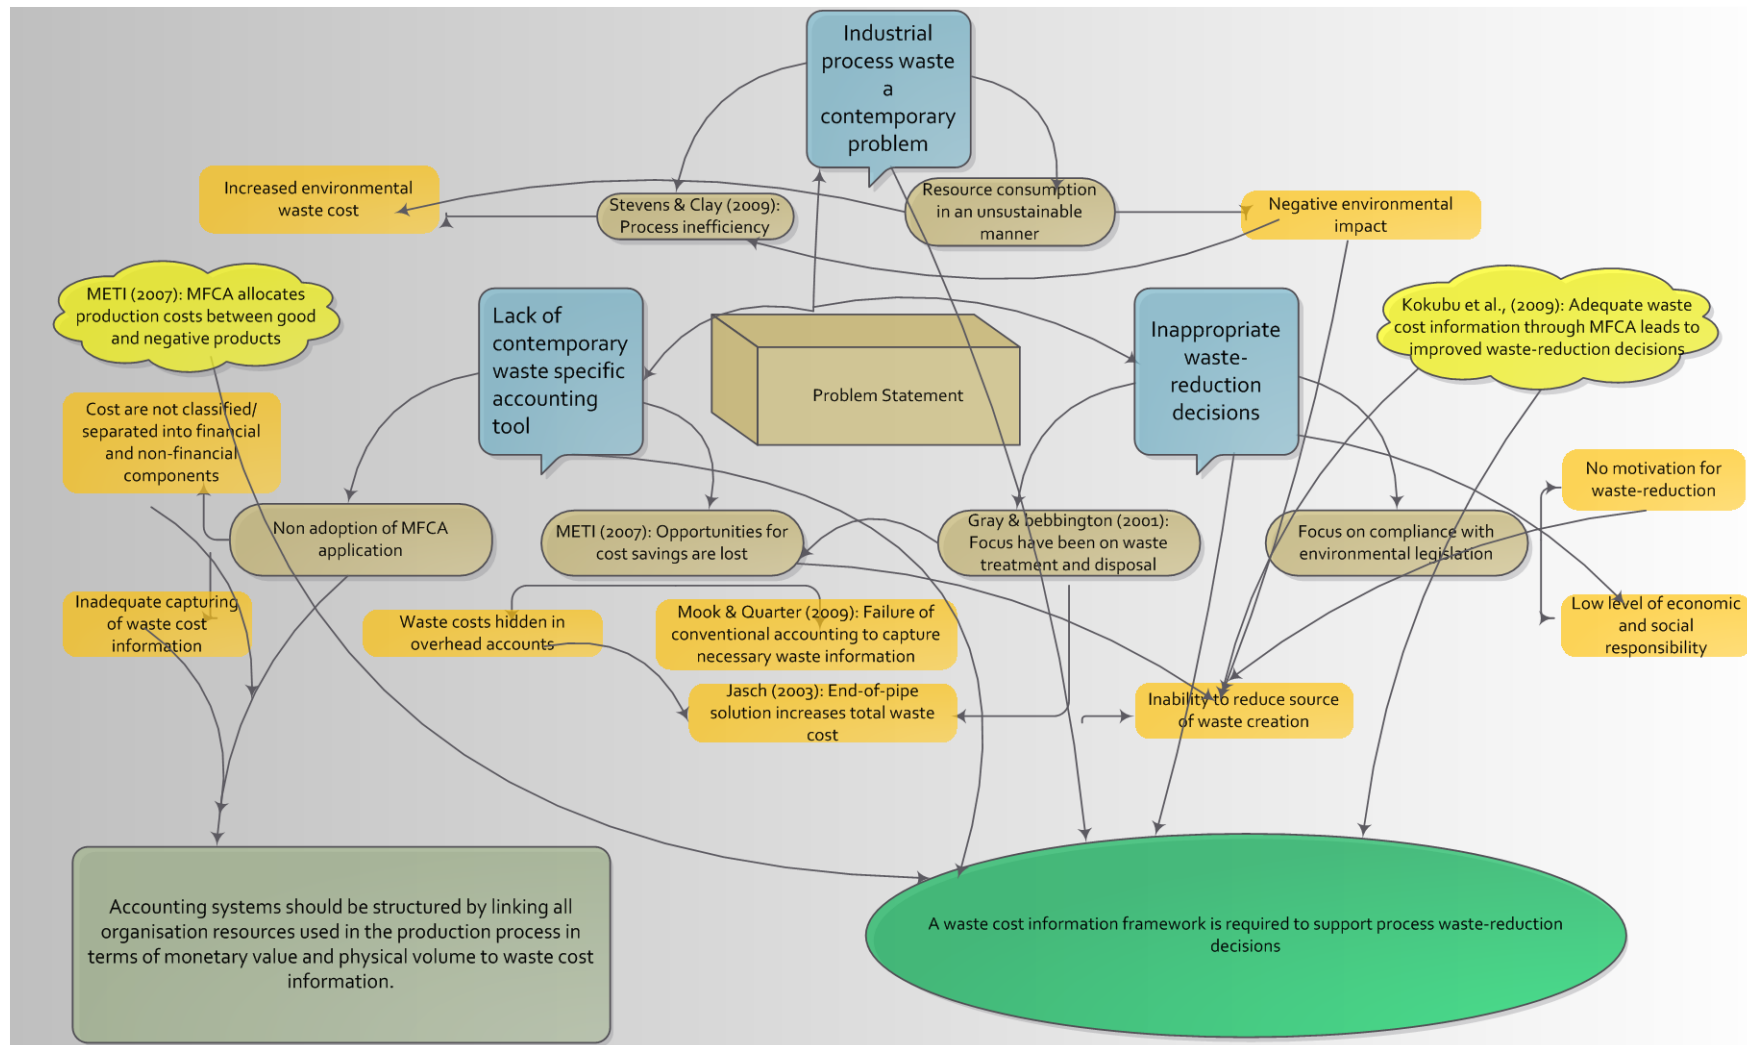 Industrial
process waste
a
contemporary
problem
Increased environmental
waste cost
Stevens & Clay (2009):
Process inefficiency
Resource consumption
in an unsustainable
manner
Negative environmental
impact
METI (2007): MFCA allocates
production costs between good
and negative products
Lack of
contemporary
waste specific
accounting
tool
Problem Statement
Inappropriate
waste-
reduction
decisions
Kokubu et al., (2009): Adequate waste
cost information through MFCA leads to
improved waste-reduction decisions
Cost are not classified/
separated into financial
and non-financial
components
No motivation for
waste-reduction
Non adoption of MFCA
application
METI (2007): Opportunities for
cost savings are lost
Gray & bebbington (2001):
Focus have been on waste
treatment and disposal
Focus on compliance with
environmental legislation
Inadequate capturing
of waste cost
information
Waste costs hidden in
overhead accounts
Mook & Quarter (2009): Failure of
conventional accounting to capture
necessary waste information
Low level of economic
and social
responsibility
Jasch (2003): End-of-pipe
solution increases total waste
cost
Inability to reduce source
of waste creation
Accounting systems should be structured by linking all
organisation resources used in the production process in
terms of monetary value and physical volume to waste cost
information.
A waste cost information framework is required to support process waste-reduction
decisions